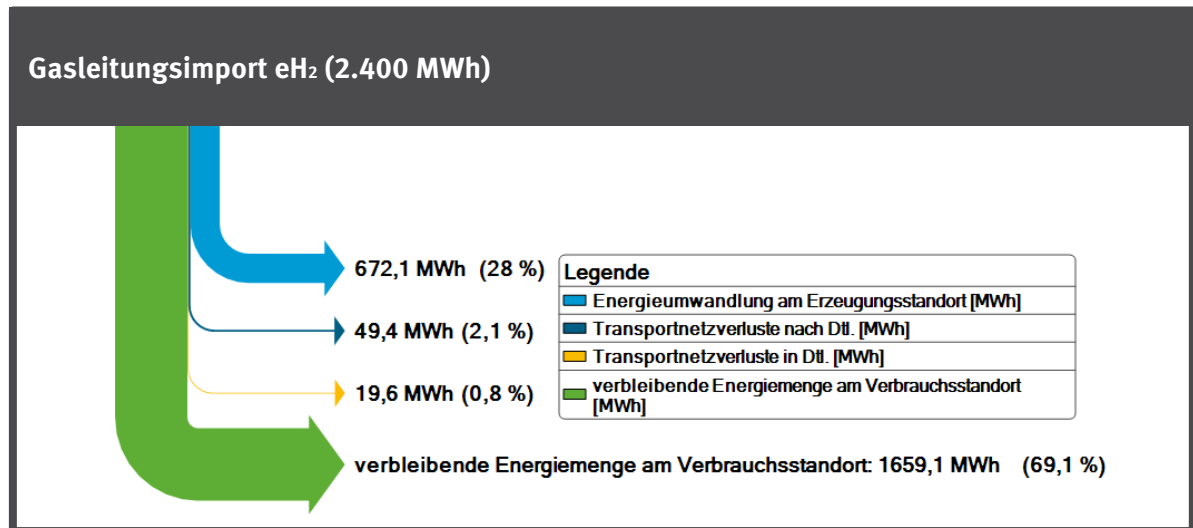 Gasleitungsimport eH₂ (2.400 MWh)
672,1 MWh (28 %)
49,4 MWh (2,1 %)
19,6 MWh (0,8 %)
Legende
Energieumwandlung am Erzeugungsstandort [MWh]
Transportnetzverluste nach Dtl. [MWh]
Transportnetzverluste in Dtl. [MWh]
verbleibende Energiemenge am Verbrauchsstandort
[MWh]
verbleibende Energiemenge am Verbrauchsstandort: 1659,1 MWh (69,1 %)